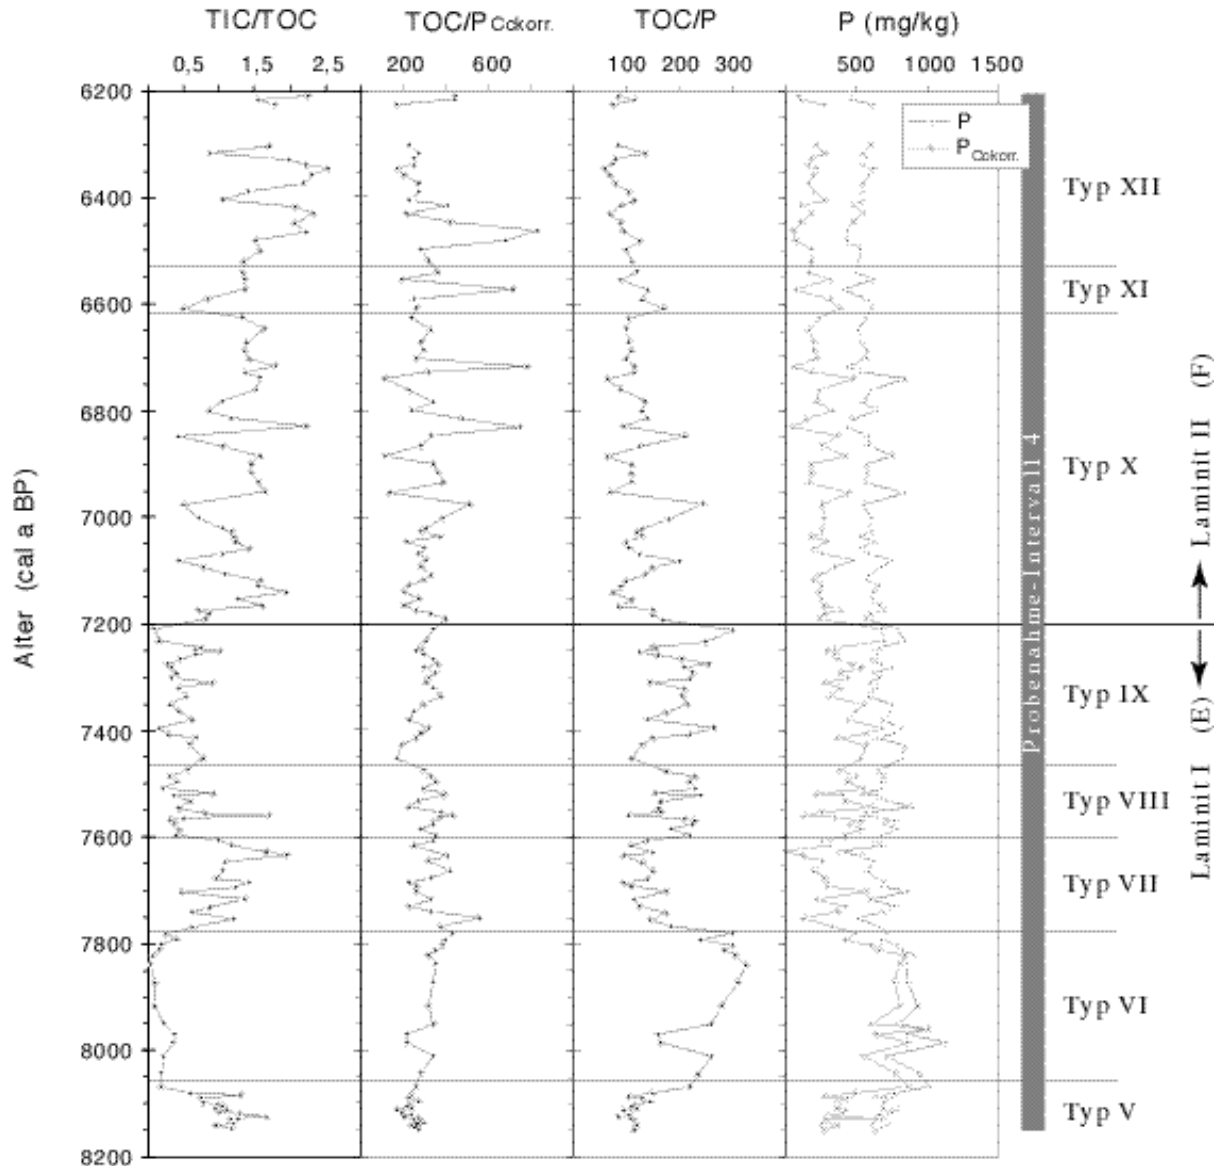 TIC/TOC TOC/P Cckorr. TOC/P P (mg/kg)
0,5 1,5 2,5 200 600 100 200 300 500 1000 1500
6200
6400
6600
6800
7000
7200
7400
7600
7800
8000
8200
Alter (cal a BP)
P
P Cckorr.
Typ XII
Typ XI
Typ X
Typ IX
Typ VIII
Typ VII
Typ VI
Typ V
Probenahme-Intervall 4
Laminit I (E) Laminit II (F)